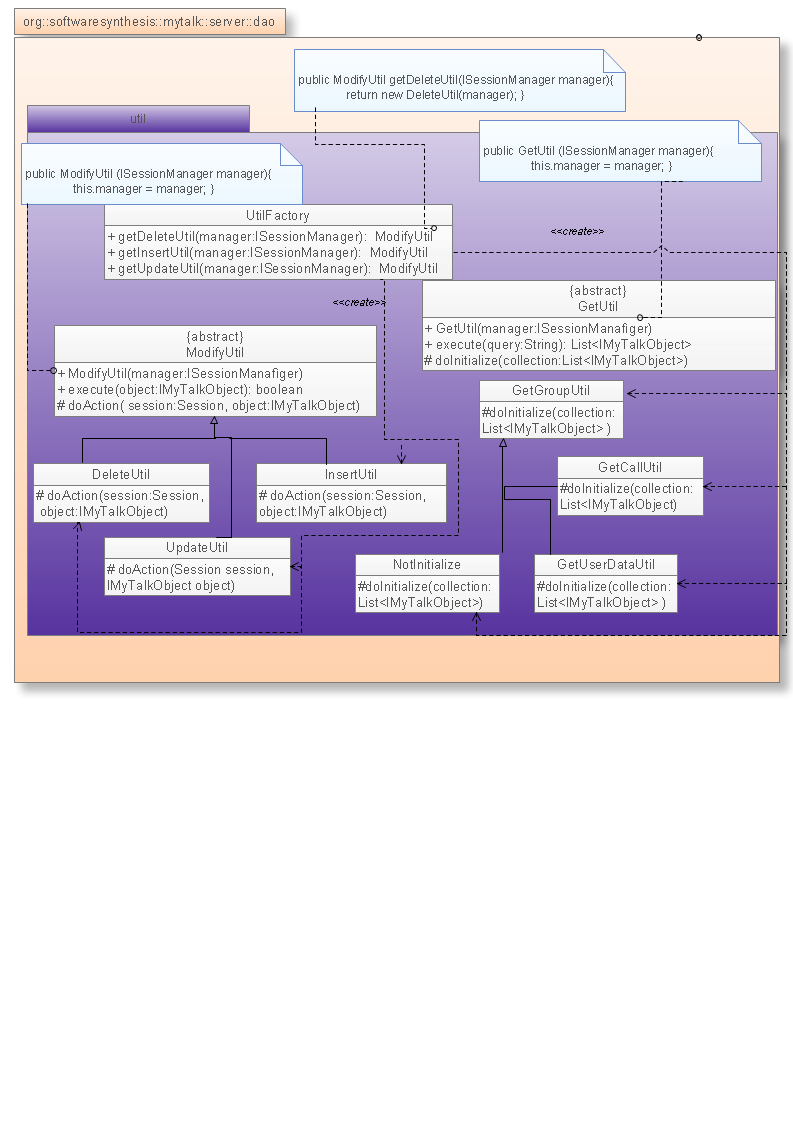 org::softwaresynthesis::mytalk::server::dao
public ModifyUtil getDeleteUtil(ISessionManager manager){
return new DeleteUtil(manager); }
util
public GetUtil (ISessionManager manager){
this.manager = manager; }
public ModifyUtil (ISessionManager manager){
this.manager = manager; }
UtilFactory
+ getDeleteUtil(manager:ISessionManager): ModifyUtil
+ getInsertUtil(manager:ISessionManager): ModifyUtil
+ getUpdateUtil(manager:ISessionManager): ModifyUtil
<<create>>
<<create>>
{abstract}
GetUtil
+ GetUtil(manager:ISessionManafiger)
+ execute(query:String): List<IMyTalkObject>
# doInitialize(collection:List<IMyTalkObject>)
{abstract}
ModifyUtil
+ ModifyUtil(manager:ISessionManafiger)
+ execute(object:IMyTalkObject): boolean
# doAction( session:Session, object:IMyTalkObject)
GetGroupUtil
#doInitialize(collection:
List<IMyTalkObject> )
DeleteUtil
# doAction(session:Session,
object:IMyTalkObject)
InsertUtil
# doAction(session:Session,
object:IMyTalkObject)
GetCallUtil
#doInitialize(collection:
List<IMyTalkObject)
UpdateUtil
# doAction(Session session,
IMyTalkObject object)
NotInitialize
#doInitialize(collection:
List<IMyTalkObject>)
GetUserDataUtil
#doInitialize(collection:
List<IMyTalkObject> )